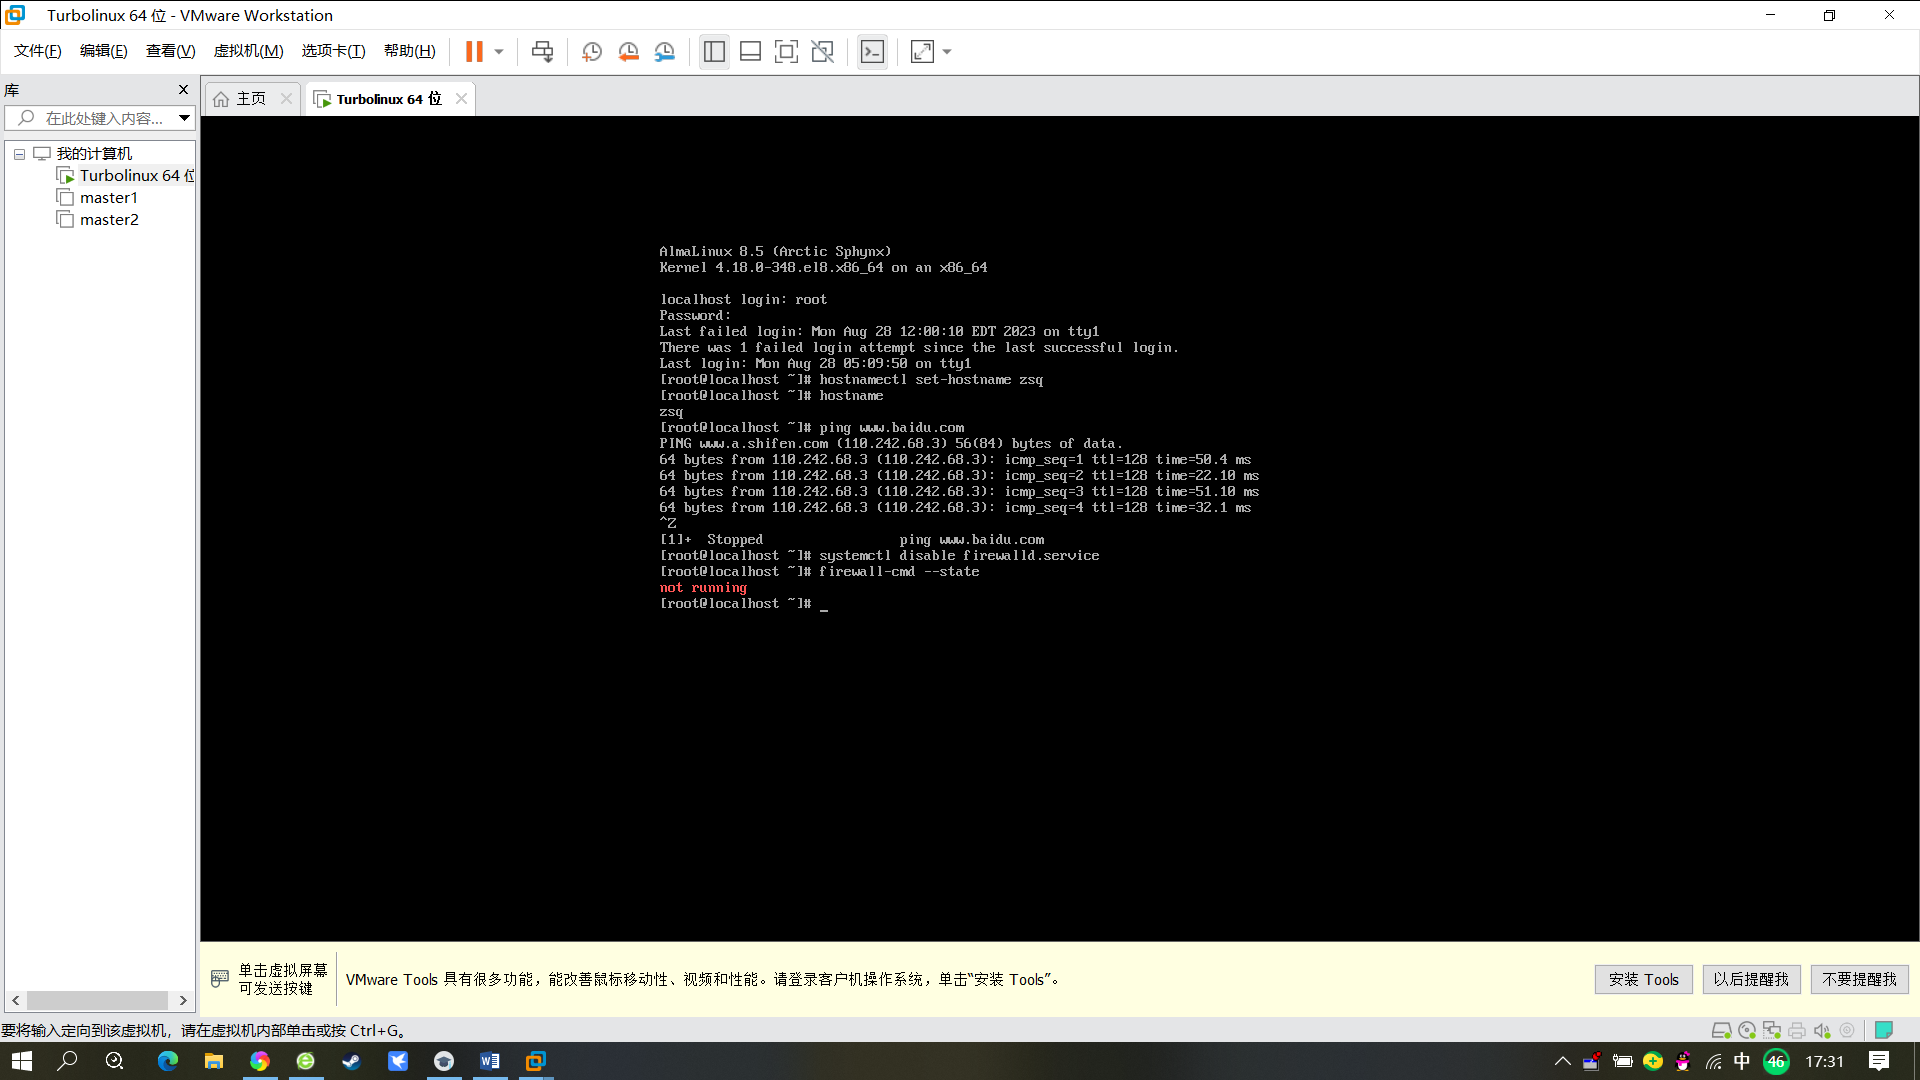 Turbolinux 64 位 - VMware Workstation
文件(F) 编辑(E) 查看(V) 虚拟机(M) 选项卡(T) 帮助(H)
库
主页
Turbolinux 64 位
在此处键入内容...
我的计算机
Turbolinux 64 位
master1
master2
AlmaLinux 8.5 (Arctic Sphynx)
Kernel 4.18.0-348.el8.x86_64 on an x86_64
localhost login: root
Password:
Last failed login: Mon Aug 28 12:00:10 EDT 2023 on tty1
There was 1 failed login attempt since the last successful login.
Last login: Mon Aug 28 05:09:50 on tty1
[root@localhost ~]# hostnamectl set-hostname zsq
[root@localhost ~]# hostname
zsq
[root@localhost ~]# ping www.baidu.com
PING www.a.shifen.com (110.242.68.3) 56(84) bytes of data.
64 bytes from 110.242.68.3 (110.242.68.3): icmp_seq=1 ttl=128 time=50.4 ms
64 bytes from 110.242.68.3 (110.242.68.3): icmp_seq=2 ttl=128 time=22.10 ms
64 bytes from 110.242.68.3 (110.242.68.3): icmp_seq=3 ttl=128 time=51.10 ms
64 bytes from 110.242.68.3 (110.242.68.3): icmp_seq=4 ttl=128 time=32.1 ms
^Z
[1]+  Stopped                 ping www.baidu.com
[root@localhost ~]# systemctl disable firewalld.service
[root@localhost ~]# firewall-cmd --state
not running
[root@localhost ~]# _
单击虚拟屏幕
可发送按键
VMware Tools 具有很多功能，能改善鼠标移动性、视频和性能。请登录客户机操作系统，单击“安装 Tools”。
安装 Tools
以后提醒我
不要提醒我
要将输入定向到该虚拟机，请在虚拟机内部单击或按 Ctrl+G。
中
46
17:31